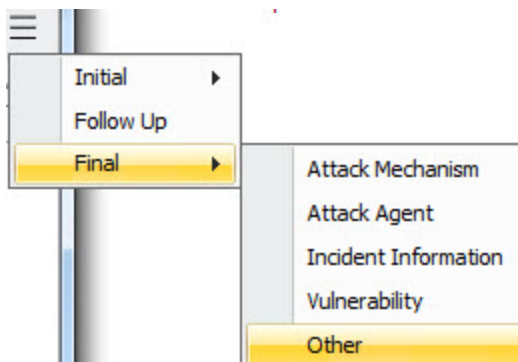 Initial
Follow Up
Final
Attack Mechanism
Attack Agent
Incident Information
Vulnerability
Other